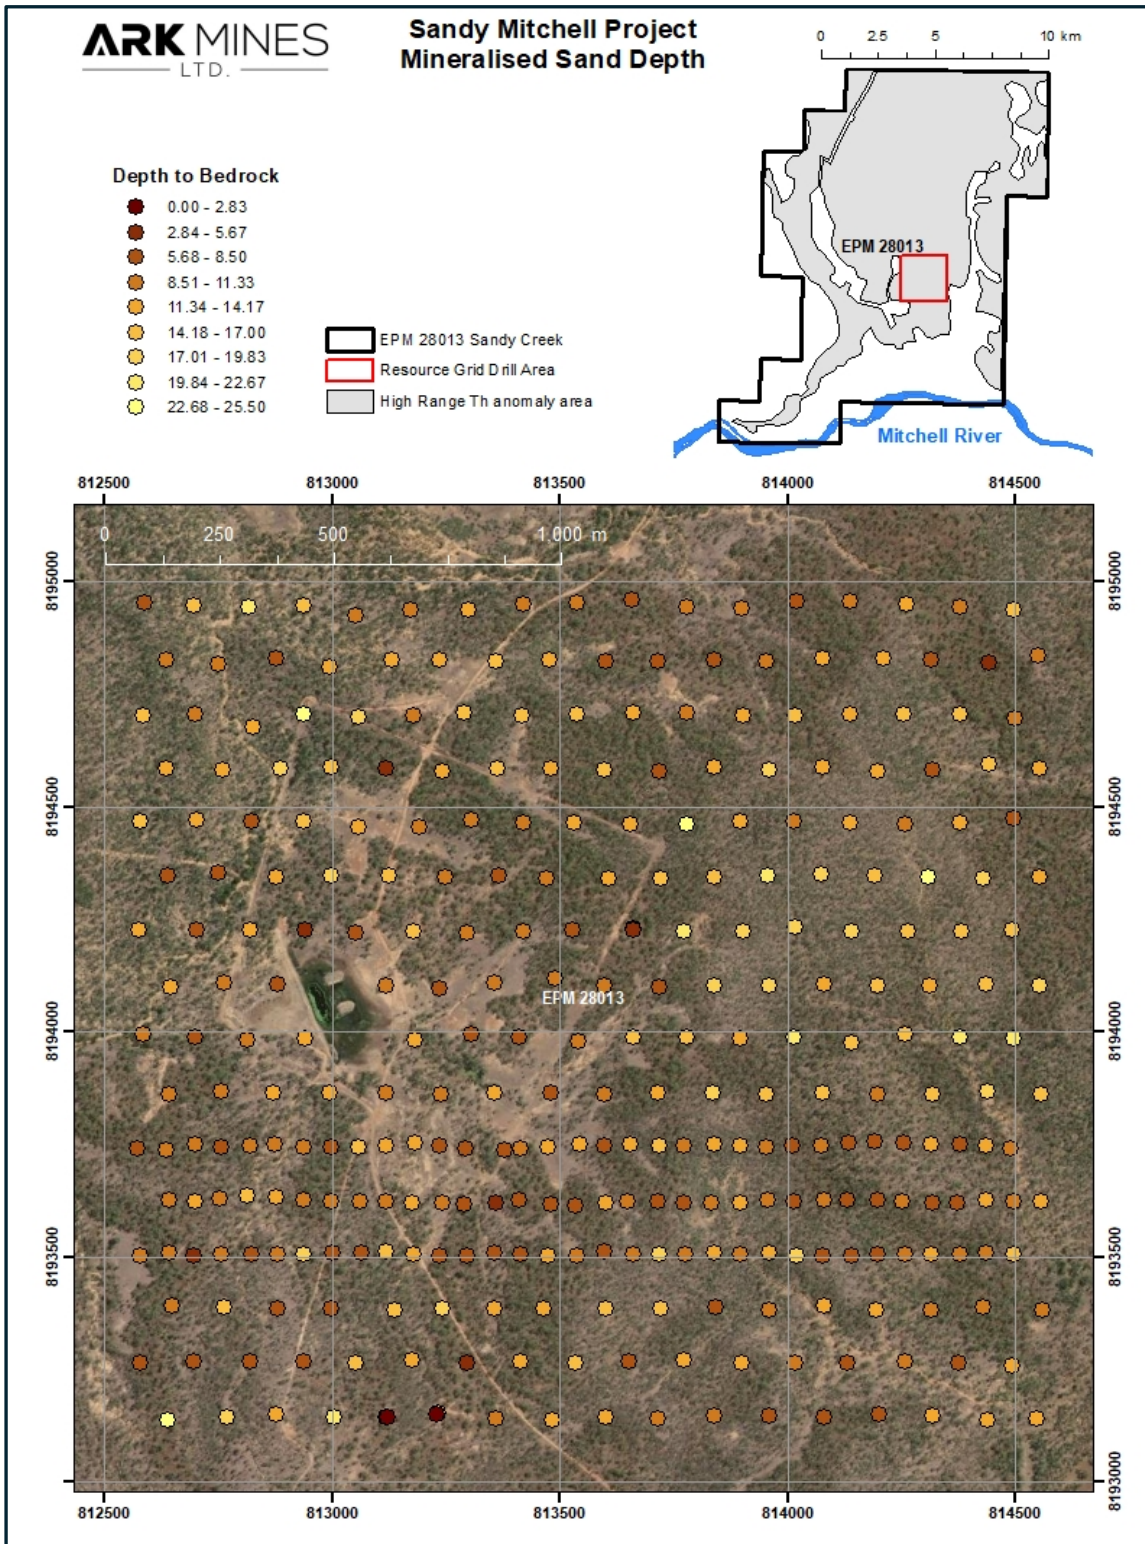 ARK MINES
LTD.
Sandy Mitchell Project
Mineralised Sand Depth
0 2.5 5 10 km
Depth to Bedrock
0.00 - 2.83
2.84 - 5.67
5.68 - 8.50
8.51 - 11.33
11.34 - 14.17
14.18 - 17.00
17.01 - 19.83
19.84 - 22.67
22.68 - 25.50
EPM 28013 Sandy Creek
Resource Grid Drill Area
High Range Th anomaly area
EPM 28013
Mitchell River
812500 813000 813500 814000 814500
0 250 500 1,000 m
8195000 8195000
8194500 8194500
EPM 28013
8194000 8194000
8193500 8193500
8193000 8193000
812500 813000 813500 814000 814500